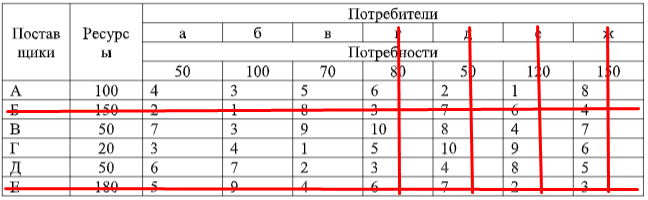 Потребители
Постав
щики
Ресурс
ы
а б в г д е ж
Потребности
50 100 70 80 50 120 150
А 100 4 3 5 6 2 1 8
Б 150 2 1 8 3 7 6 4
В 50 7 3 9 10 8 4 7
Г 20 3 4 1 5 10 9 6
Д 50 6 7 2 3 4 8 5
Е 180 5 9 4 6 7 2 3